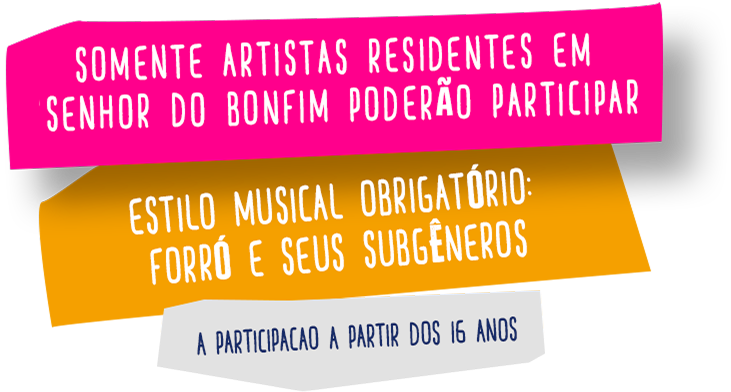 SOMENTE ARTISTAS RESIDENTES EM
SENHOR DO BONFIM PODERÃO PARTICIPAR
ESTILO MUSICAL OBRIGATÓRIO:
FORRÓ E SEUS SUBGÊNEROS
A PARTICIPACAO A PARTIR DOS 16 ANOS